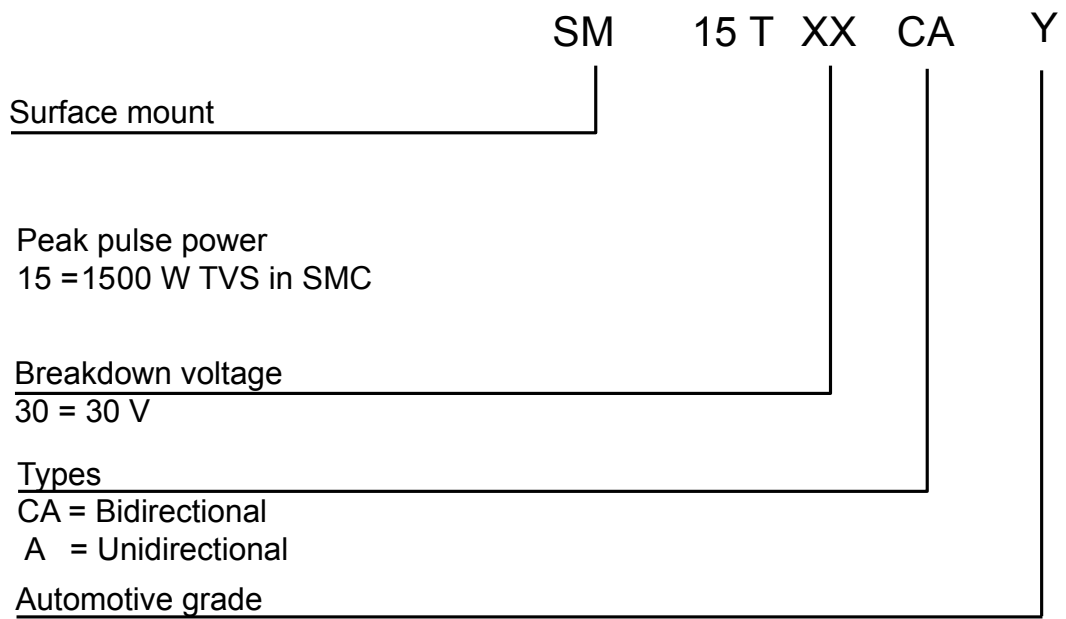 SM 15 T XX CA Y
Surface mount
Peak pulse power
15 =1500 W TVS in SMC
Breakdown voltage
30 = 30 V
Types
CA = Bidirectional
A = Unidirectional
Automotive grade